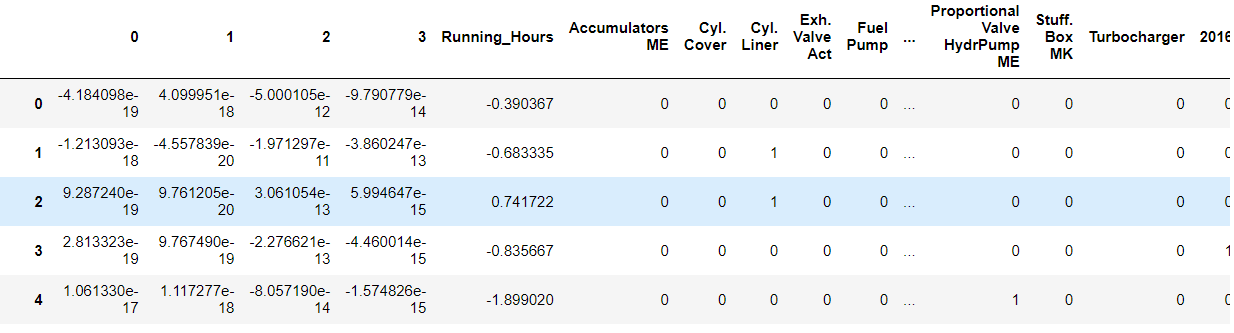 0 1 2 3 Running_Hours Accumulators ME Cyl. Cover Cyl. Liner Exh. Valve Act Fuel Pump ... Proportional Valve HydrPump ME Stuff. Box MK Turbocharger 2016
0 -4.184098e-19 4.099951e-18 -5.000105e-12 -9.790779e-14 -0.390367 0 0 0 0 0 ... 0 0 0 0
1 -1.213093e-18 -4.557839e-20 -1.971297e-11 -3.860247e-13 -0.683335 0 0 1 0 0 ... 0 0 0 0
2 9.287240e-19 9.761205e-20 3.061054e-13 5.994647e-15 0.741722 0 0 1 0 0 ... 0 0 0 0
3 2.813323e-19 9.767490e-19 -2.276621e-13 -4.460014e-15 -0.835667 0 0 0 0 0 ... 0 0 0 1
4 1.061330e-17 1.117277e-18 -8.057190e-14 -1.574826e-15 -1.899020 0 0 0 0 0 ... 1 0 0 0